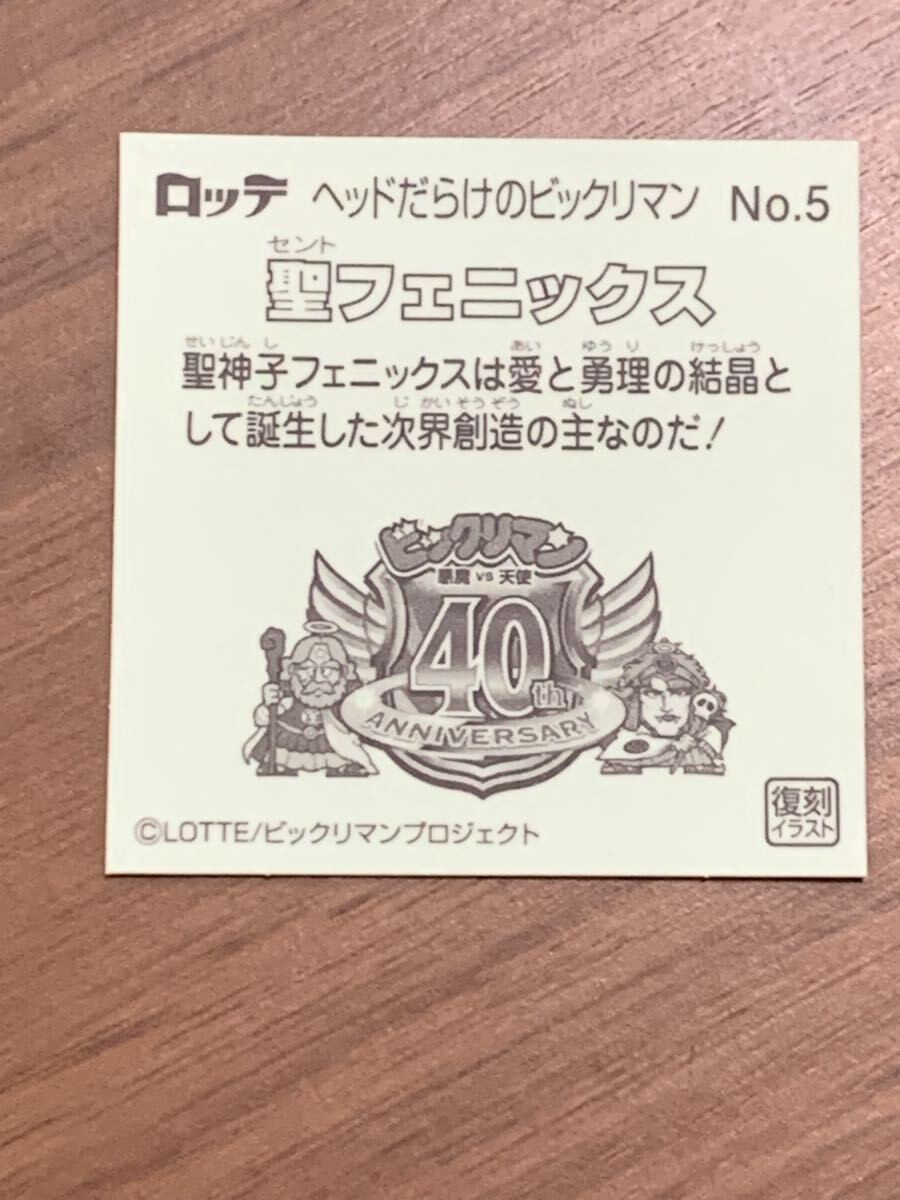 ロッテ ヘッドだらけのビックリマン No.5
セント
聖フェニックス
せいじんし あい ゆうり けっしょう
聖神子フェニックスは愛と勇理の結晶と
たんじょう じかいそうぞう ぬし
して誕生した次界創造の主なのだ!
ビックリマン
悪魔 VS 天使
40th
ANNIVERSARY
©LOTTE/ビックリマンプロジェクト
復刻
イラスト